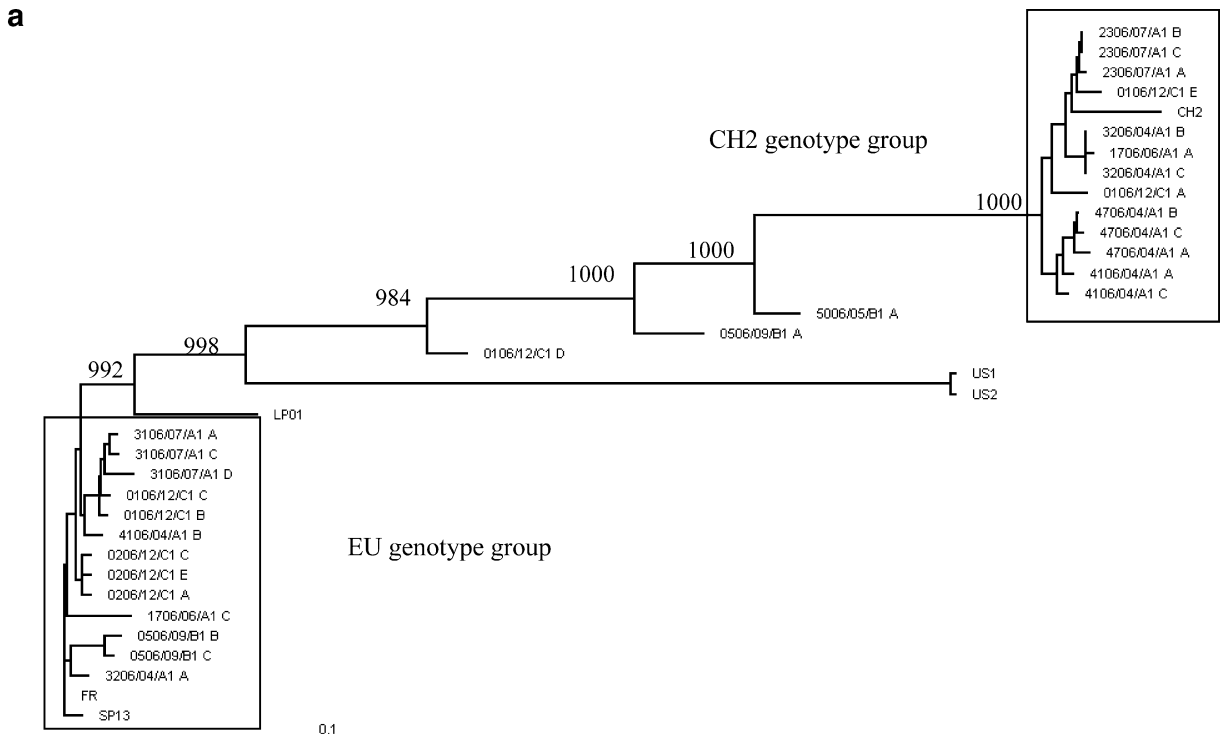 a
2306/07/A1 B
2306/07/A1 C
2306/07/A1 A
0106/12/C1 E
CH2
CH2 genotype group
3206/04/A1 B
1706/06/A1 A
3206/04/A1 C
0106/12/C1 A
1000
4706/04/A1 B
4706/04/A1 C
1000
4706/04/A1 A
1000
4106/04/A1 A
4106/04/A1 C
984
5006/05/B1 A
0506/09/B1 A
998
0106/12/C1 D
992
US1
US2
LP01
3106/07/A1 A
3106/07/A1 C
3106/07/A1 D
0106/12/C1 C
0106/12/C1 B
4106/04/A1 B
EU genotype group
0206/12/C1 C
0206/12/C1 E
0206/12/C1 A
1706/06/A1 C
0506/09/B1 B
0506/09/B1 C
3206/04/A1 A
FR
SP13
0.1